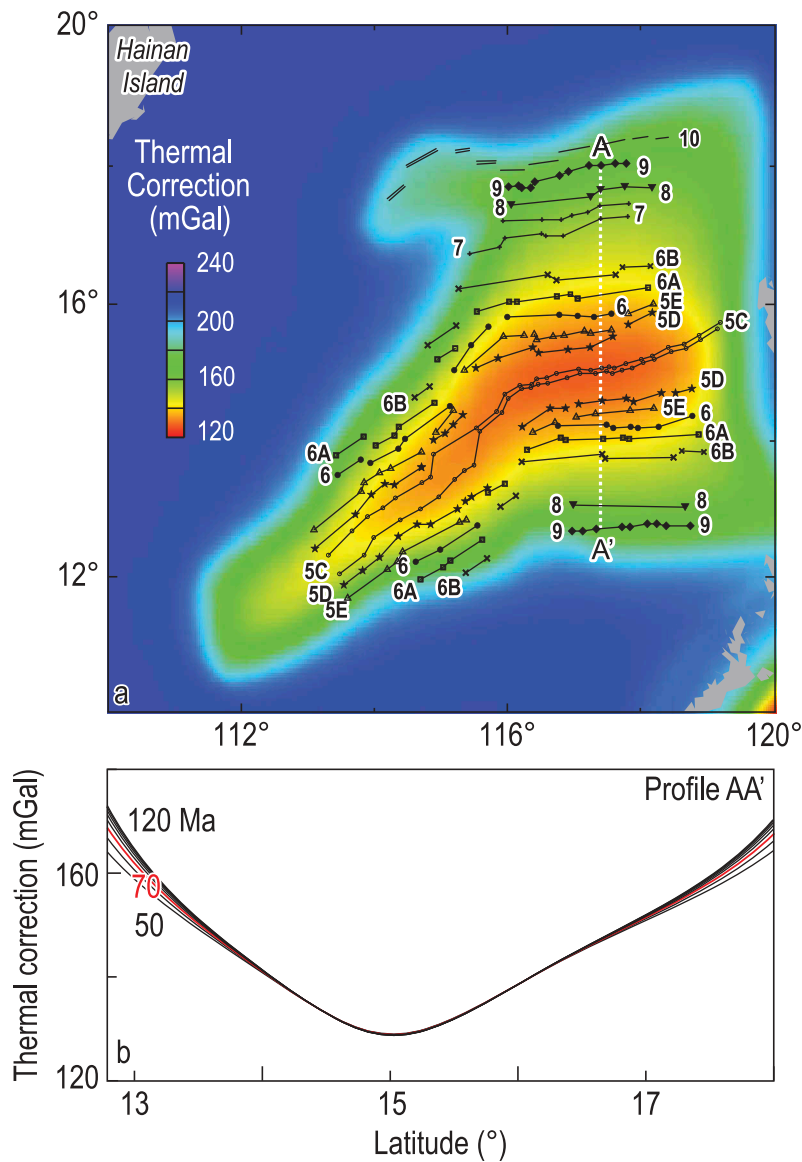 20°
Hainan
Island
Thermal
Correction
(mGal)
240
200
160
120
10
A
9
9
8
8
7
7
6B
6A
16°
5E
6
5D
5C
6B
5D
5E
6
6A
6A
6B
6
8
9
8
9
A'
12°
5C
5D
5E
6
6A
6B
a
112°
116°
120°
Thermal correction (mGal)
Profile AA'
120 Ma
160
70
50
b
120
13
15
17
Latitude (°)